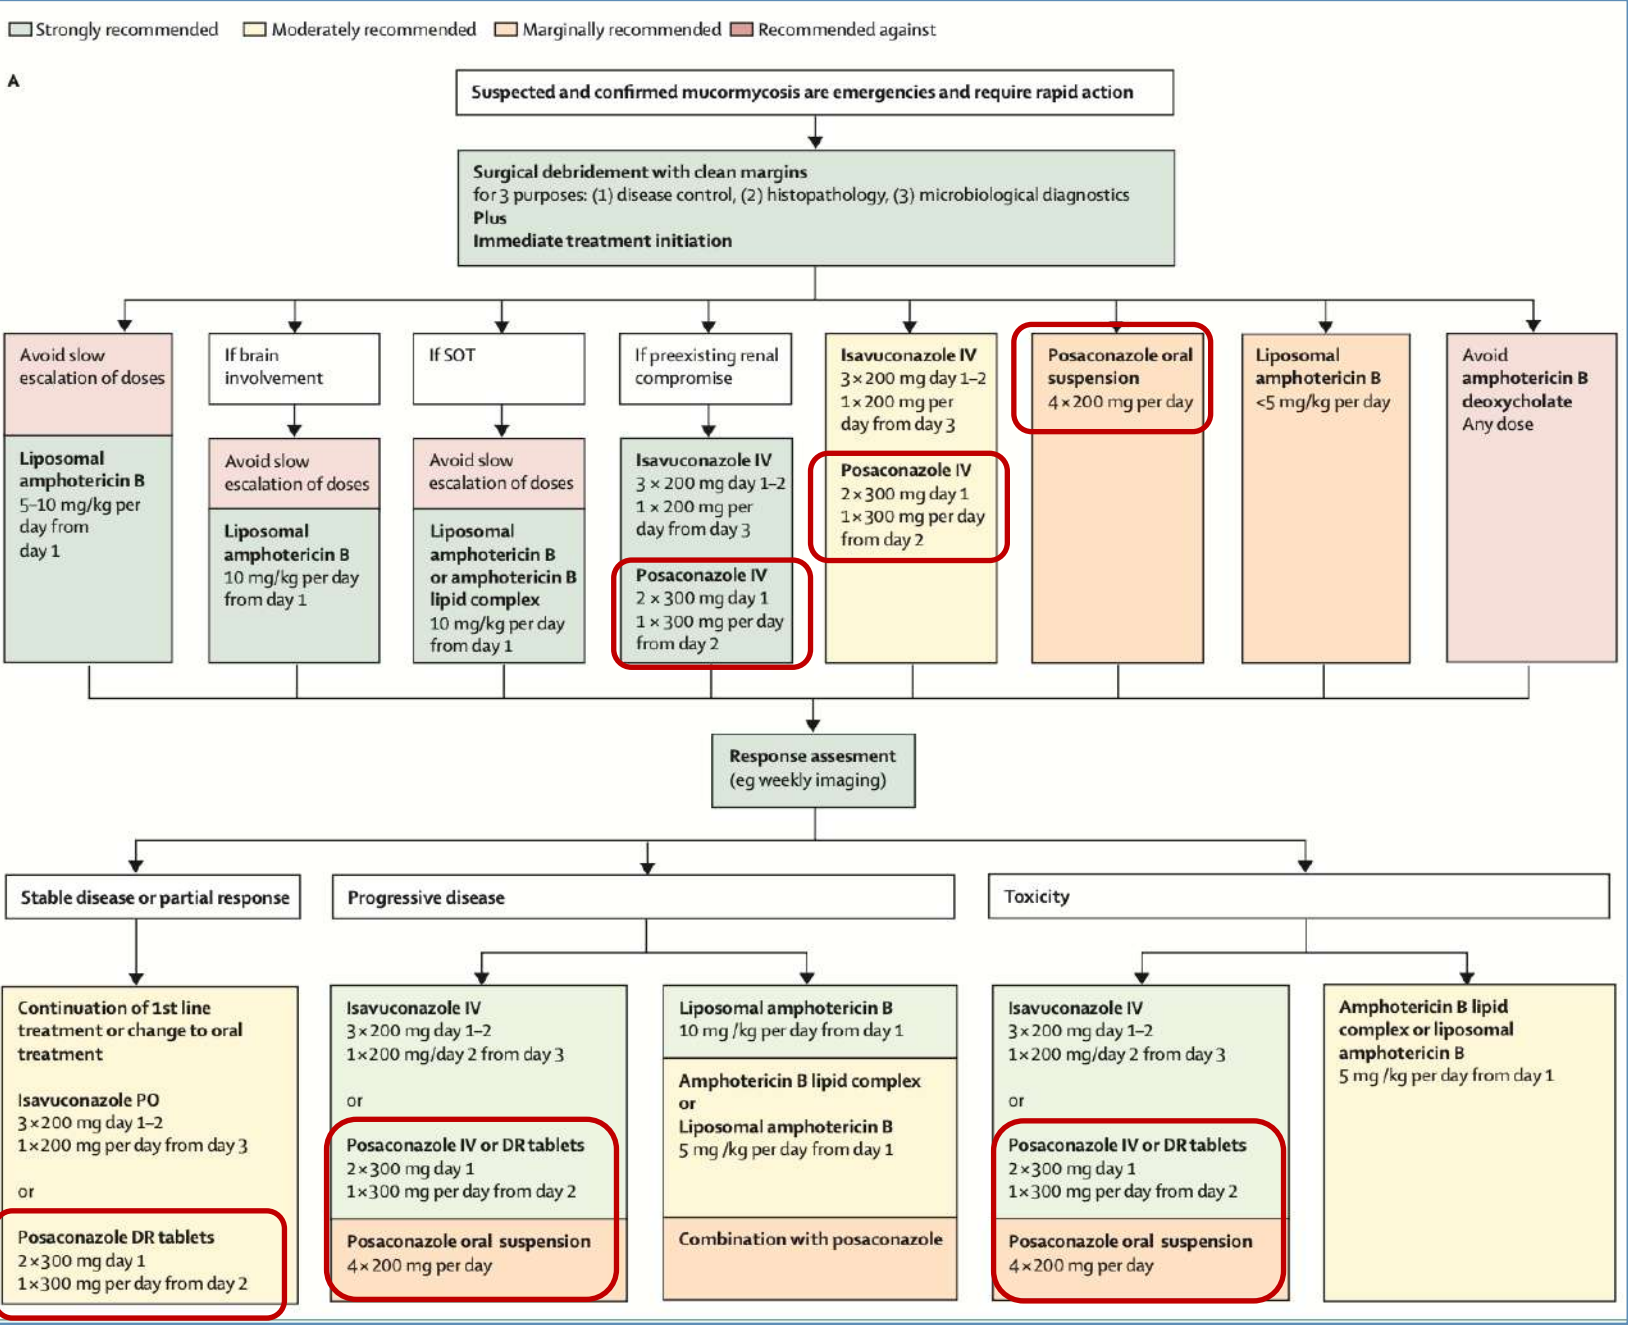 Strongly recommended
Moderately recommended
Marginally recommended
Recommended against
A
Suspected and confirmed mucormycosis are emergencies and require rapid action
Surgical debridement with clean margins
for 3 purposes: (1) disease control, (2) histopathology, (3) microbiological diagnostics
Plus
Immediate treatment initiation
Avoid slow
escalation of doses
Liposomal
amphotericin B
5–10 mg/kg per
day from
day 1
If brain
involvement
Avoid slow
escalation of doses
Liposomal
amphotericin B
10 mg/kg per day
from day 1
If SOT
Avoid slow
escalation of doses
Liposomal
amphotericin B
or amphotericin B
lipid complex
10 mg/kg per day
from day 1
If preexisting renal
compromise
Isavuconazole IV
3 × 200 mg day 1–2
1 × 200 mg per
day from day 3
Posaconazole IV
2 × 300 mg day 1
1 × 300 mg per day
from day 2
Isavuconazole IV
3×200 mg day 1–2
1×200 mg per
day from day 3
Posaconazole IV
2×300 mg day 1
1×300 mg per day
from day 2
Posaconazole oral
suspension
4×200 mg per day
Liposomal
amphotericin B
<5 mg/kg per day
Avoid
amphotericin B
deoxycholate
Any dose
Response assesment
(eg weekly imaging)
Stable disease or partial response
Continuation of 1st line
treatment or change to oral
treatment
Isavuconazole PO
3×200 mg day 1–2
1×200 mg per day from day 3
or
Posaconazole DR tablets
2×300 mg day 1
1×300 mg per day from day 2
Progressive disease
Isavuconazole IV
3×200 mg day 1–2
1×200 mg/day 2 from day 3
or
Posaconazole IV or DR tablets
2×300 mg day 1
1×300 mg per day from day 2
Posaconazole oral suspension
4×200 mg per day
Liposomal amphotericin B
10 mg /kg per day from day 1
Amphotericin B lipid complex
or
Liposomal amphotericin B
5 mg /kg per day from day 1
Combination with posaconazole
Toxicity
Isavuconazole IV
3×200 mg day 1–2
1×200 mg/day 2 from day 3
or
Posaconazole IV or DR tablets
2×300 mg day 1
1×300 mg per day from day 2
Posaconazole oral suspension
4×200 mg per day
Amphotericin B lipid
complex or liposomal
amphotericin B
5 mg /kg per day from day 1